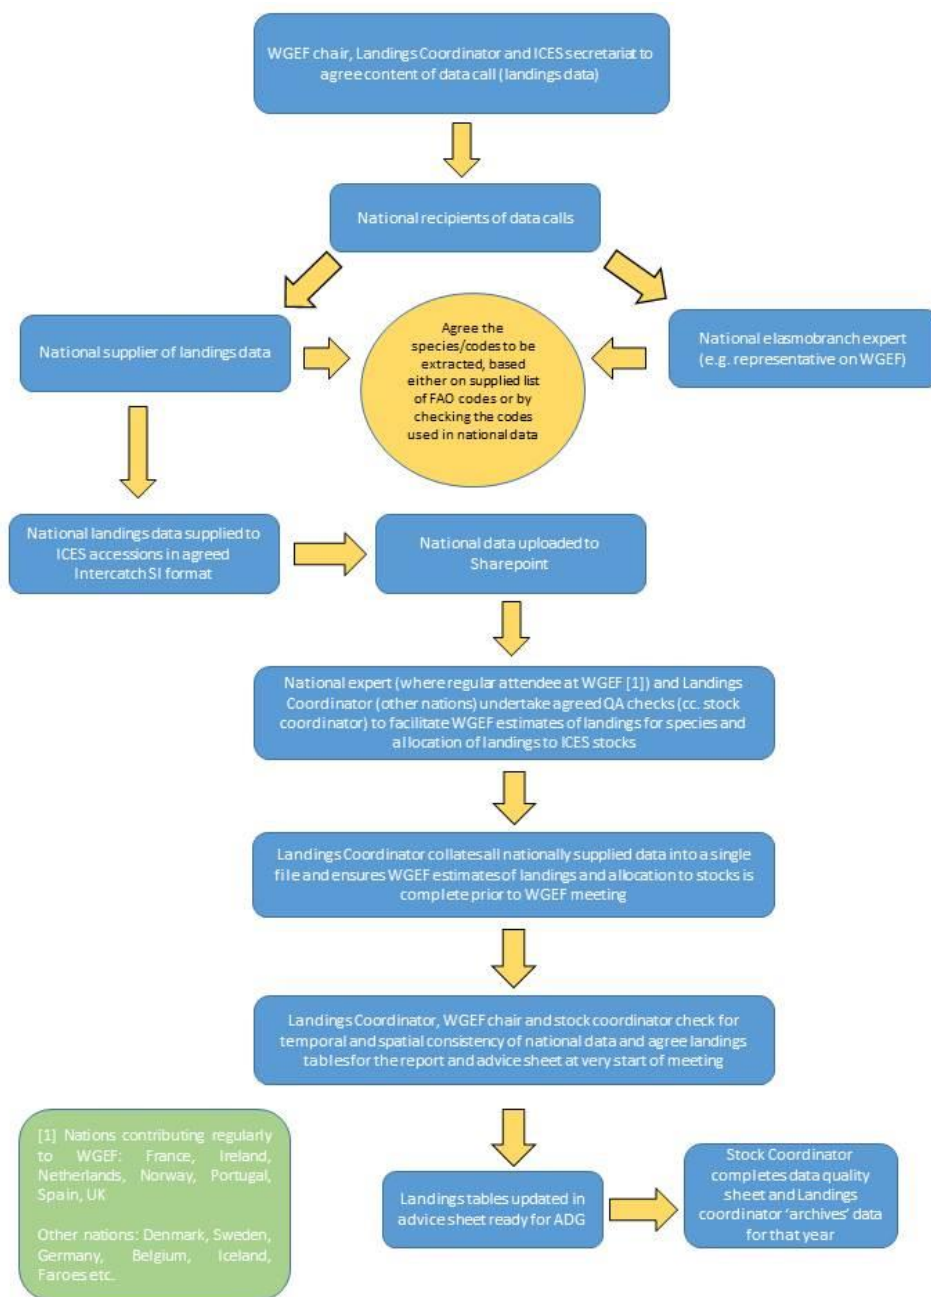 WGEF chair, Landings Coordinator and ICES secretariat to
agree content of data call (landings data)
National recipients of data calls
National supplier of landings data
Agree the
species/codes to be
extracted, based
either on supplied list
of FAO codes or by
checking the codes
used in national data
National elasmobranch expert
(e.g. representative on WGEF)
National landings data supplied to
ICES accessions in agreed
Intercatch SI format
National data uploaded to
Sharepoint
National expert (where regular attendee at WGEF [1]) and Landings
Coordinator (other nations) undertake agreed QA checks (cc. stock
coordinator) to facilitate WGEF estimates of landings for species and
allocation of landings to ICES stocks
Landings Coordinator collates all nationally supplied data into a single
file and ensures WGEF estimates of landings and allocation to stocks is
complete prior to WGEF meeting
Landings Coordinator, WGEF chair and stock coordinator check for
temporal and spatial consistency of national data and agree landings
tables for the report and advice sheet at very start of meeting
[1] Nations contributing regularly
to WGEF: France, Ireland,
Netherlands, Norway, Portugal,
Spain, UK
Other nations: Denmark, Sweden,
Germany, Belgium, Iceland,
Faroes etc.
Landings tables updated in
advice sheet ready for ADG
Stock Coordinator
completes data quality
sheet and Landings
coordinator 'archives' data
for that year